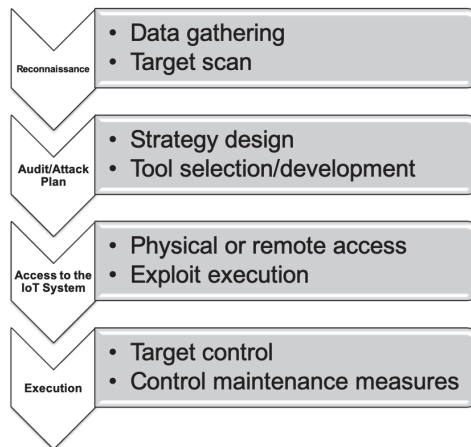 Reconnaissance
• Data gathering
• Target scan
Audit/Attack
Plan
• Strategy design
• Tool selection/development
Access to the
IoT System
• Physical or remote access
• Exploit execution
Execution
• Target control
• Control maintenance measures